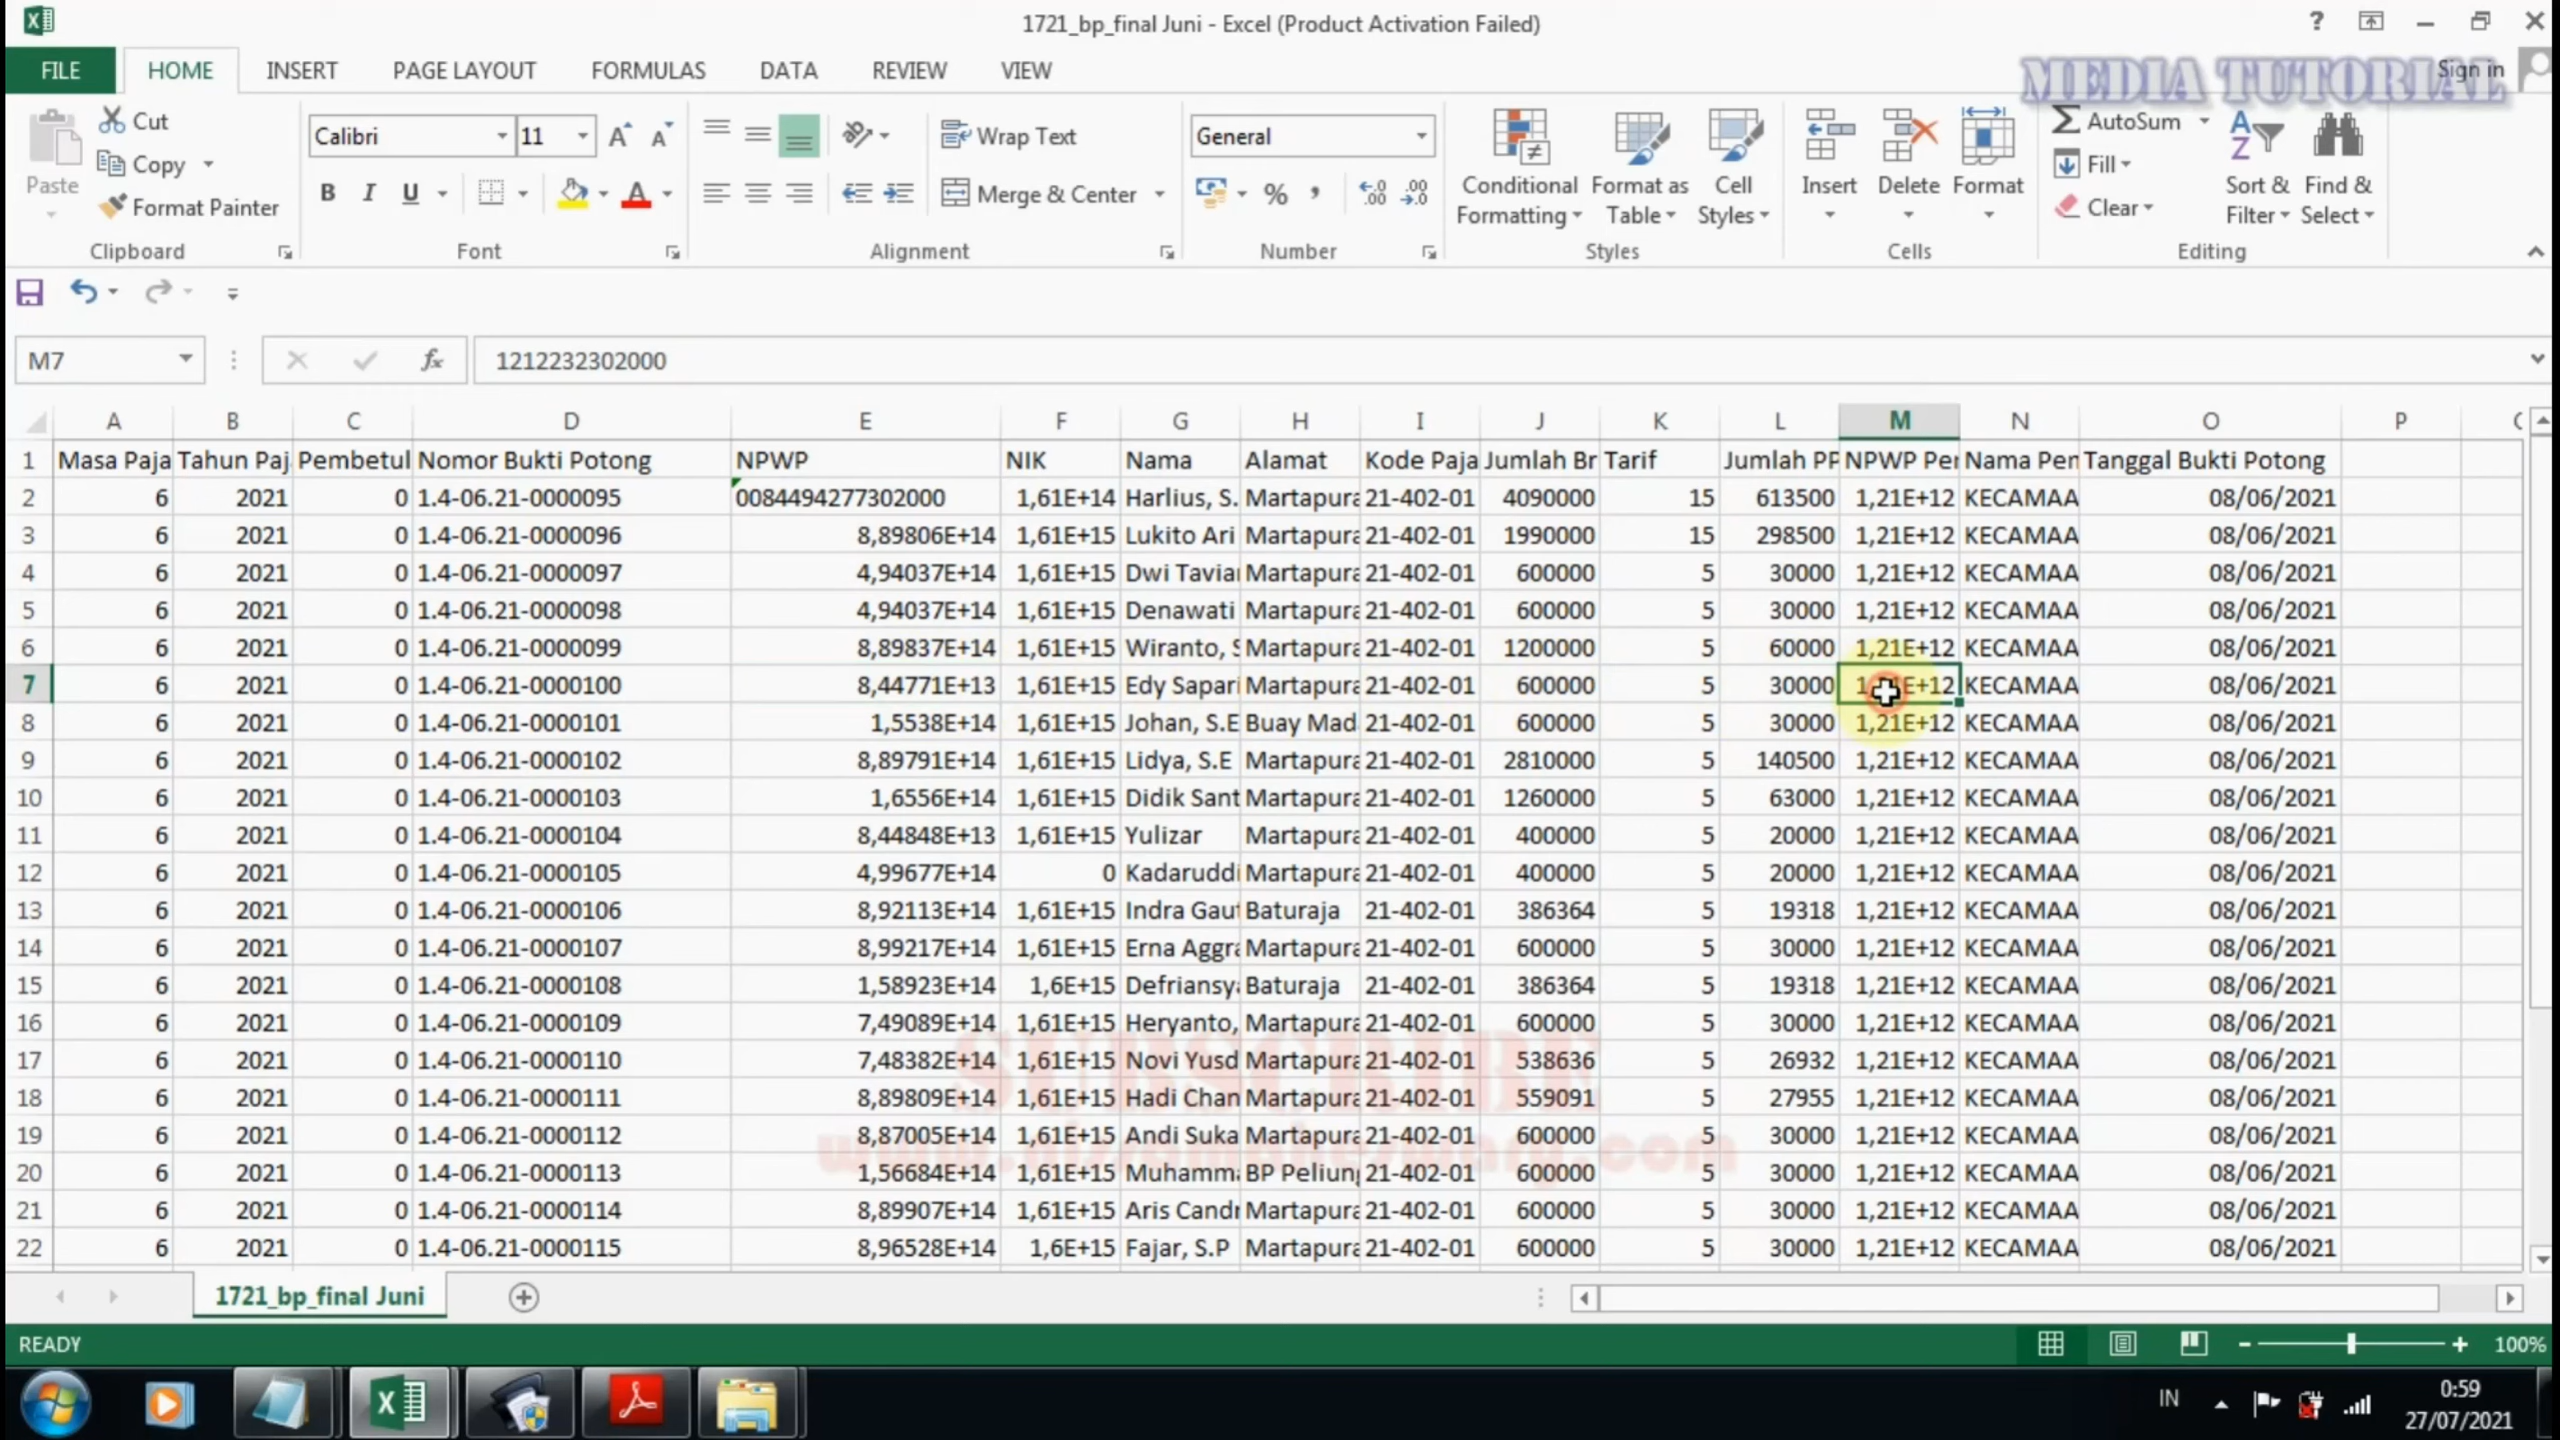 1721_bp_final Juni - Excel (Product Activation Failed)
FILE HOME INSERT PAGE LAYOUT FORMULAS DATA REVIEW VIEW Sign in
MEDIA TUTORIAL
Cut
Copy
Format Painter
Paste
Clipboard
Calibri 11
B I U
Font
Wrap Text
Merge & Center
Alignment
General
Number
Conditional Formatting
Format as Table
Cell Styles
Styles
Insert Delete Format
Cells
AutoSum
Fill
Clear
Sort & Filter
Find & Select
Editing
M7 1212232302000
A B C D E F G H I J K L M N O P
1 Masa Paja Tahun Paj Pembetul Nomor Bukti Potong NPWP NIK Nama Alamat Kode Paja Jumlah Br Tarif Jumlah PP NPWP Per Nama Pen Tanggal Bukti Potong
2 6 2021 0 1.4-06.21-0000095 0084494277302000 1,61E+14 Harlius, S. Martapura 21-402-01 4090000 15 613500 1,21E+12 KECAMAA 08/06/2021
3 6 2021 0 1.4-06.21-0000096 8,89806E+14 1,61E+15 Lukito Ari Martapura 21-402-01 1990000 15 298500 1,21E+12 KECAMAA 08/06/2021
4 6 2021 0 1.4-06.21-0000097 4,94037E+14 1,61E+15 Dwi Tavia Martapura 21-402-01 600000 5 30000 1,21E+12 KECAMAA 08/06/2021
5 6 2021 0 1.4-06.21-0000098 4,94037E+14 1,61E+15 Denawati Martapura 21-402-01 600000 5 30000 1,21E+12 KECAMAA 08/06/2021
6 6 2021 0 1.4-06.21-0000099 8,89837E+14 1,61E+15 Wiranto, S Martapura 21-402-01 1200000 5 60000 1,21E+12 KECAMAA 08/06/2021
7 6 2021 0 1.4-06.21-0000100 8,44771E+13 1,61E+15 Edy Sapari Martapura 21-402-01 600000 5 30000 1,21E+12 KECAMAA 08/06/2021
8 6 2021 0 1.4-06.21-0000101 1,5538E+14 1,61E+15 Johan, S.E Buay Mad 21-402-01 600000 5 30000 1,21E+12 KECAMAA 08/06/2021
9 6 2021 0 1.4-06.21-0000102 8,89791E+14 1,61E+15 Lidya, S.E Martapura 21-402-01 2810000 5 140500 1,21E+12 KECAMAA 08/06/2021
10 6 2021 0 1.4-06.21-0000103 1,6556E+14 1,61E+15 Didik Sant Martapura 21-402-01 1260000 5 63000 1,21E+12 KECAMAA 08/06/2021
11 6 2021 0 1.4-06.21-0000104 8,44848E+13 1,61E+15 Yulizar Martapura 21-402-01 400000 5 20000 1,21E+12 KECAMAA 08/06/2021
12 6 2021 0 1.4-06.21-0000105 4,99677E+14 0 Kadaruddi Martapura 21-402-01 400000 5 20000 1,21E+12 KECAMAA 08/06/2021
13 6 2021 0 1.4-06.21-0000106 8,92113E+14 1,61E+15 Indra Gaut Baturaja 21-402-01 386364 5 19318 1,21E+12 KECAMAA 08/06/2021
14 6 2021 0 1.4-06.21-0000107 8,99217E+14 1,61E+15 Erna Aggra Martapura 21-402-01 600000 5 30000 1,21E+12 KECAMAA 08/06/2021
15 6 2021 0 1.4-06.21-0000108 1,58923E+14 1,6E+15 Defriansya Baturaja 21-402-01 386364 5 19318 1,21E+12 KECAMAA 08/06/2021
16 6 2021 0 1.4-06.21-0000109 7,49089E+14 1,61E+15 Heryanto, Martapura 21-402-01 600000 5 30000 1,21E+12 KECAMAA 08/06/2021
17 6 2021 0 1.4-06.21-0000110 7,48382E+14 1,61E+15 Novi Yusd Martapura 21-402-01 538636 5 26932 1,21E+12 KECAMAA 08/06/2021
18 6 2021 0 1.4-06.21-0000111 8,89809E+14 1,61E+15 Hadi Chan Martapura 21-402-01 559091 5 27955 1,21E+12 KECAMAA 08/06/2021
19 6 2021 0 1.4-06.21-0000112 8,87005E+14 1,61E+15 Andi Suka Martapura 21-402-01 600000 5 30000 1,21E+12 KECAMAA 08/06/2021
20 6 2021 0 1.4-06.21-0000113 1,56684E+14 1,61E+15 Muhamma BP Peliung 21-402-01 600000 5 30000 1,21E+12 KECAMAA 08/06/2021
21 6 2021 0 1.4-06.21-0000114 8,89907E+14 1,61E+15 Aris Candr Martapura 21-402-01 600000 5 30000 1,21E+12 KECAMAA 08/06/2021
22 6 2021 0 1.4-06.21-0000115 8,96528E+14 1,6E+15 Fajar, S.P Martapura 21-402-01 600000 5 30000 1,21E+12 KECAMAA 08/06/2021
SUBSCRIBE
1721_bp_final Juni
READY 100%
IN 0:59
27/07/2021